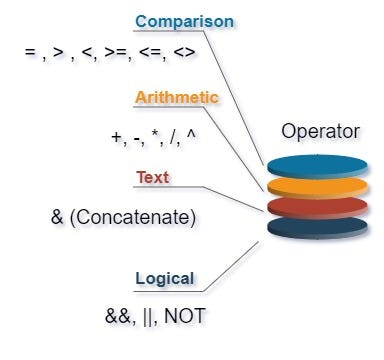 Comparison
= , > , <, >=, <=, <>
Arithmetic
+, -, *, /, ^
Operator
Text
& (Concatenate)
Logical
&&, ||, NOT